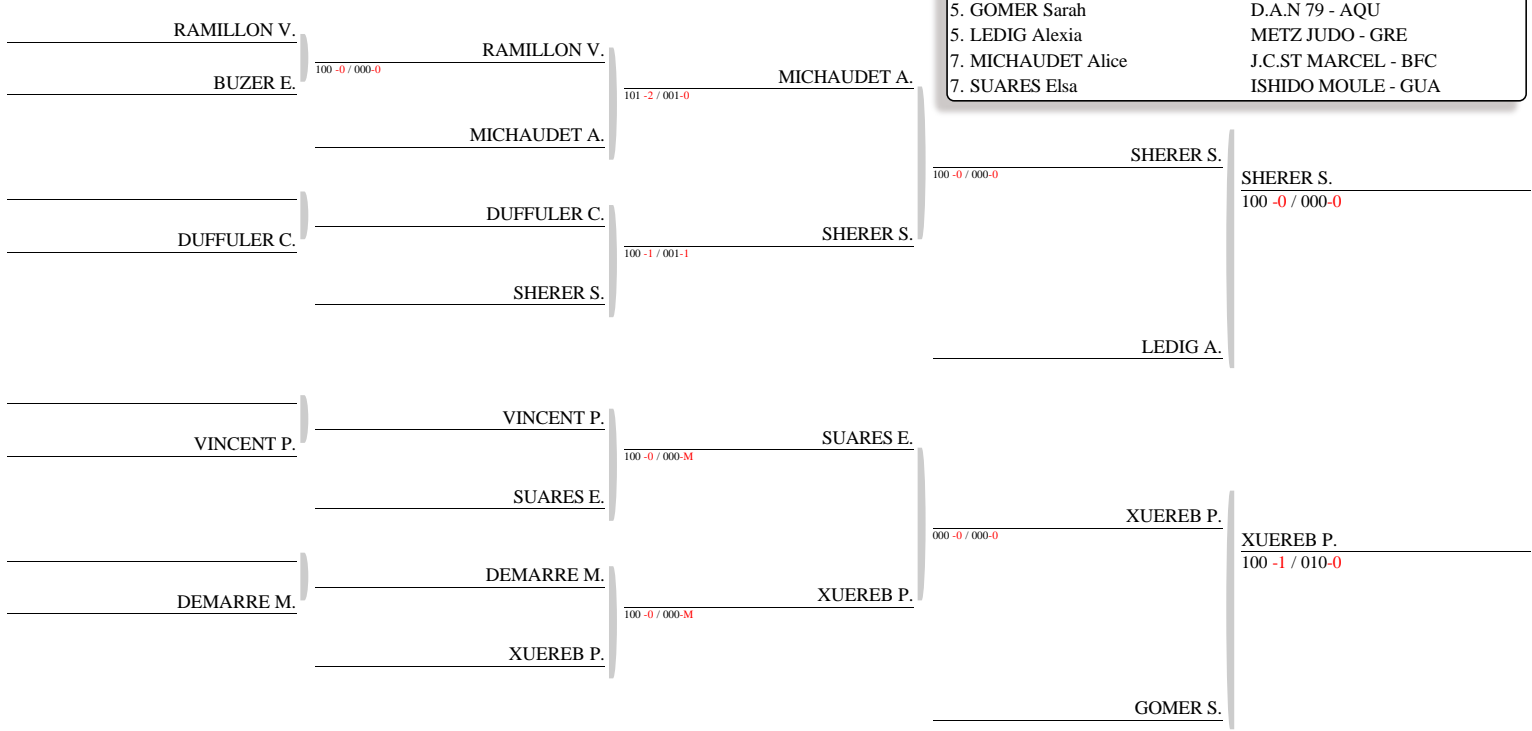 5. GOMER Sarah D.A.N 79 - AQU
5. LEDIG Alexia METZ JUDO - GRE
7. MICHAUDET Alice J.C.ST MARCEL - BFC
7. SUARES Elsa ISHIDO MOULE - GUA
RAMILLON V.
BUZER E.
DUFFULER C.
VINCENT P.
DEMARRE M.
RAMILLON V.
100 -0 / 000-0
MICHAUDET A.
DUFFULER C.
SHERER S.
VINCENT P.
SUARES E.
DEMARRE M.
XUEREB P.
MICHAUDET A.
101 -2 / 001-0
SHERER S.
100 -1 / 001-1
SUARES E.
100 -0 / 000-M
XUEREB P.
100 -0 / 000-M
SHERER S.
100 -0 / 000-0
LEDIG A.
XUEREB P.
000 -0 / 000-0
GOMER S.
SHERER S.
100 -0 / 000-0
XUEREB P.
100 -1 / 010-0